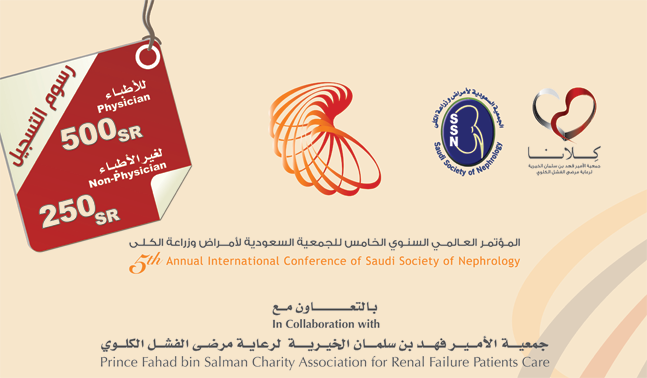 رسوم التسجيل
للأطباء
Physician
500SR
لغير الأطباء
Non-Physician
250SR
الجمعية السعودية لأمراض وزراعة الكلى
SSN
Saudi Society of Nephrology
كلانا
جمعية الأمير فهد بن سلمان الخيرية
لرعاية مرضى الفشل الكلوي
المؤتمر العالمي السنوي الخامس للجمعية السعودية لأمراض وزراعة الكلى
5th Annual International Conference of Saudi Society of Nephrology
بالتعـــــاون مع
In Collaboration with
جمعية الأمير فهد بن سلمان الخيرية لرعاية مرضى الفشل الكلوي
Prince Fahad bin Salman Charity Association for Renal Failure Patients Care